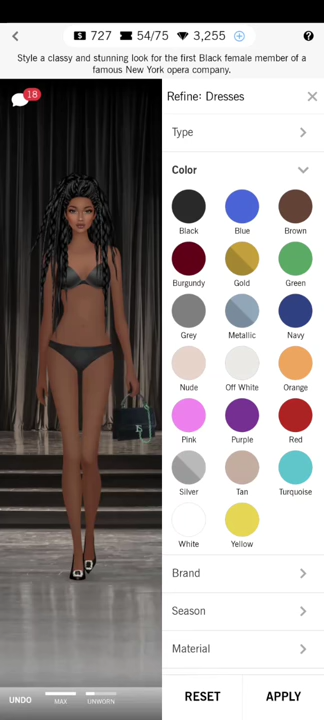 727 54/75 3,255
Style a classy and stunning look for the first Black female member of a
famous New York opera company.
18
Refine: Dresses
Type
Color
Black Blue Brown
Burgundy Gold Green
Grey Metallic Navy
Nude Off White Orange
Pink Purple Red
Silver Tan Turquoise
White Yellow
Brand
Season
Material
UNDO MAX UNWORN RESET APPLY